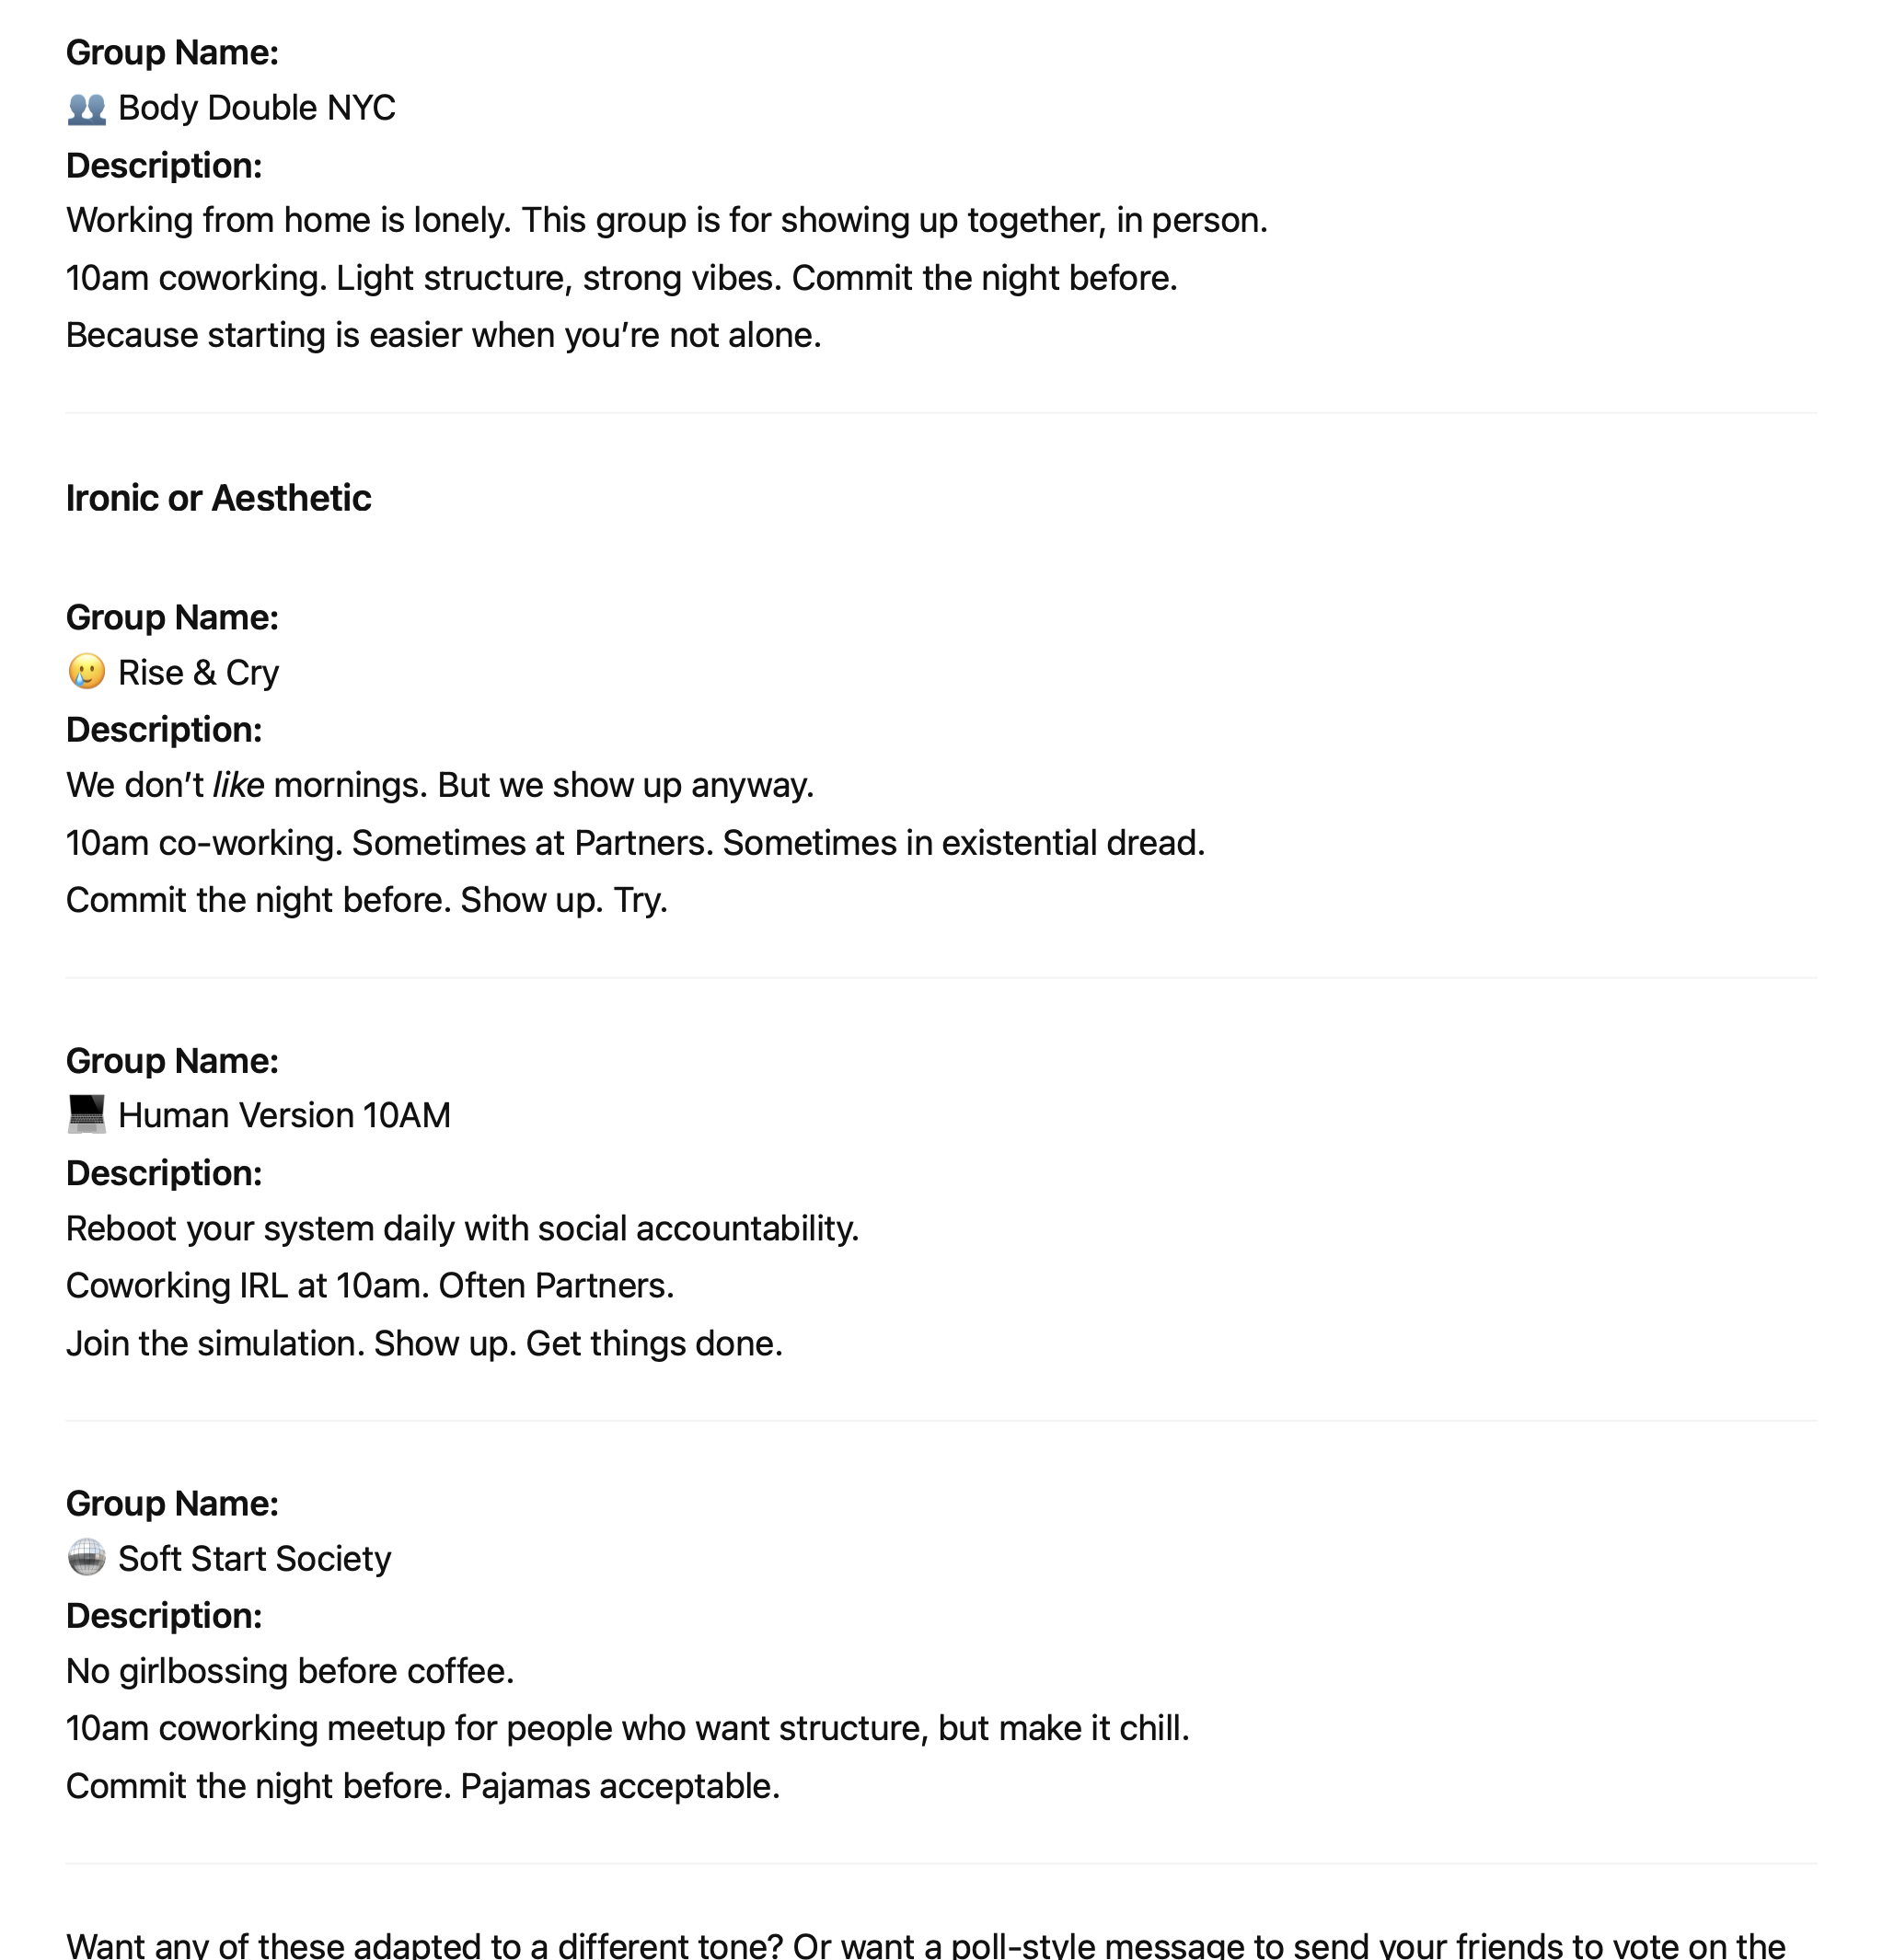 Group Name:
👥 Body Double NYC
Description:
Working from home is lonely. This group is for showing up together, in person.
10am coworking. Light structure, strong vibes. Commit the night before.
Because starting is easier when you’re not alone.
Ironic or Aesthetic
Group Name:
🥲 Rise & Cry
Description:
We don’t like mornings. But we show up anyway.
10am co-working. Sometimes at Partners. Sometimes in existential dread.
Commit the night before. Show up. Try.
Group Name:
💻 Human Version 10AM
Description:
Reboot your system daily with social accountability.
Coworking IRL at 10am. Often Partners.
Join the simulation. Show up. Get things done.
Group Name:
🪩 Soft Start Society
Description:
No girlbossing before coffee.
10am coworking meetup for people who want structure, but make it chill.
Commit the night before. Pajamas acceptable.
Want any of these adapted to a different tone? Or want a poll-style message to send your friends to vote on the